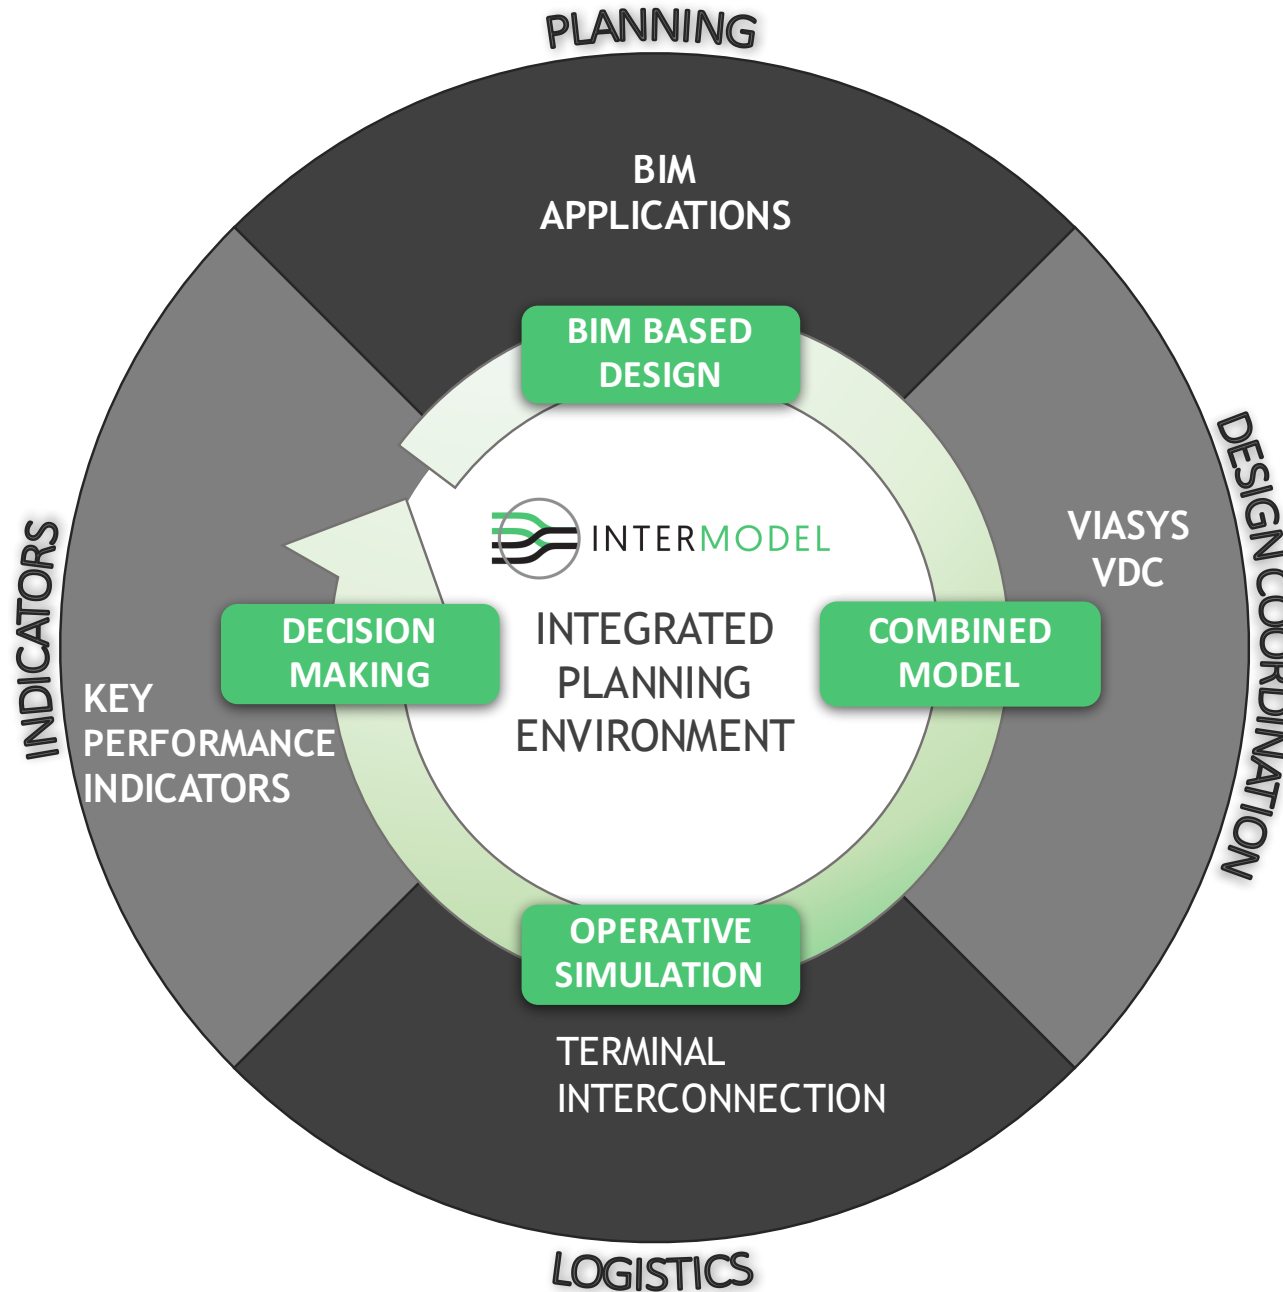 PLANNING
BIM
APPLICATIONS
BIM BASED
DESIGN
DESIGN COORDINATION
VIASYS
VDC
INTERMODEL
INTEGRATED
PLANNING
ENVIRONMENT
COMBINED
MODEL
DECISION
MAKING
INDICATORS
KEY
PERFORMANCE
INDICATORS
OPERATIVE
SIMULATION
TERMINAL
INTERCONNECTION
LOGISTICS